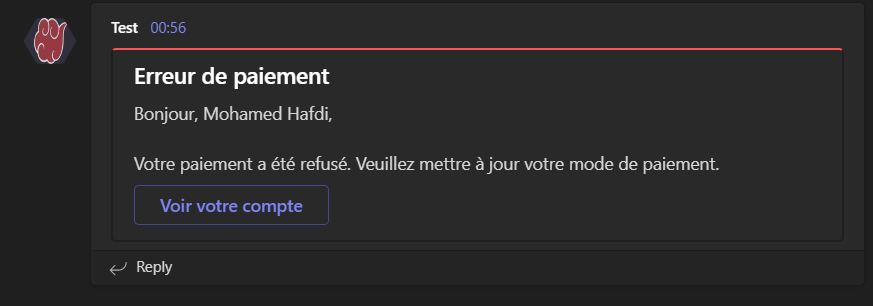 Test 00:56
Erreur de paiement
Bonjour, Mohamed Hafdi,
Votre paiement a été refusé. Veuillez mettre à jour votre mode de paiement.
Voir votre compte
Reply